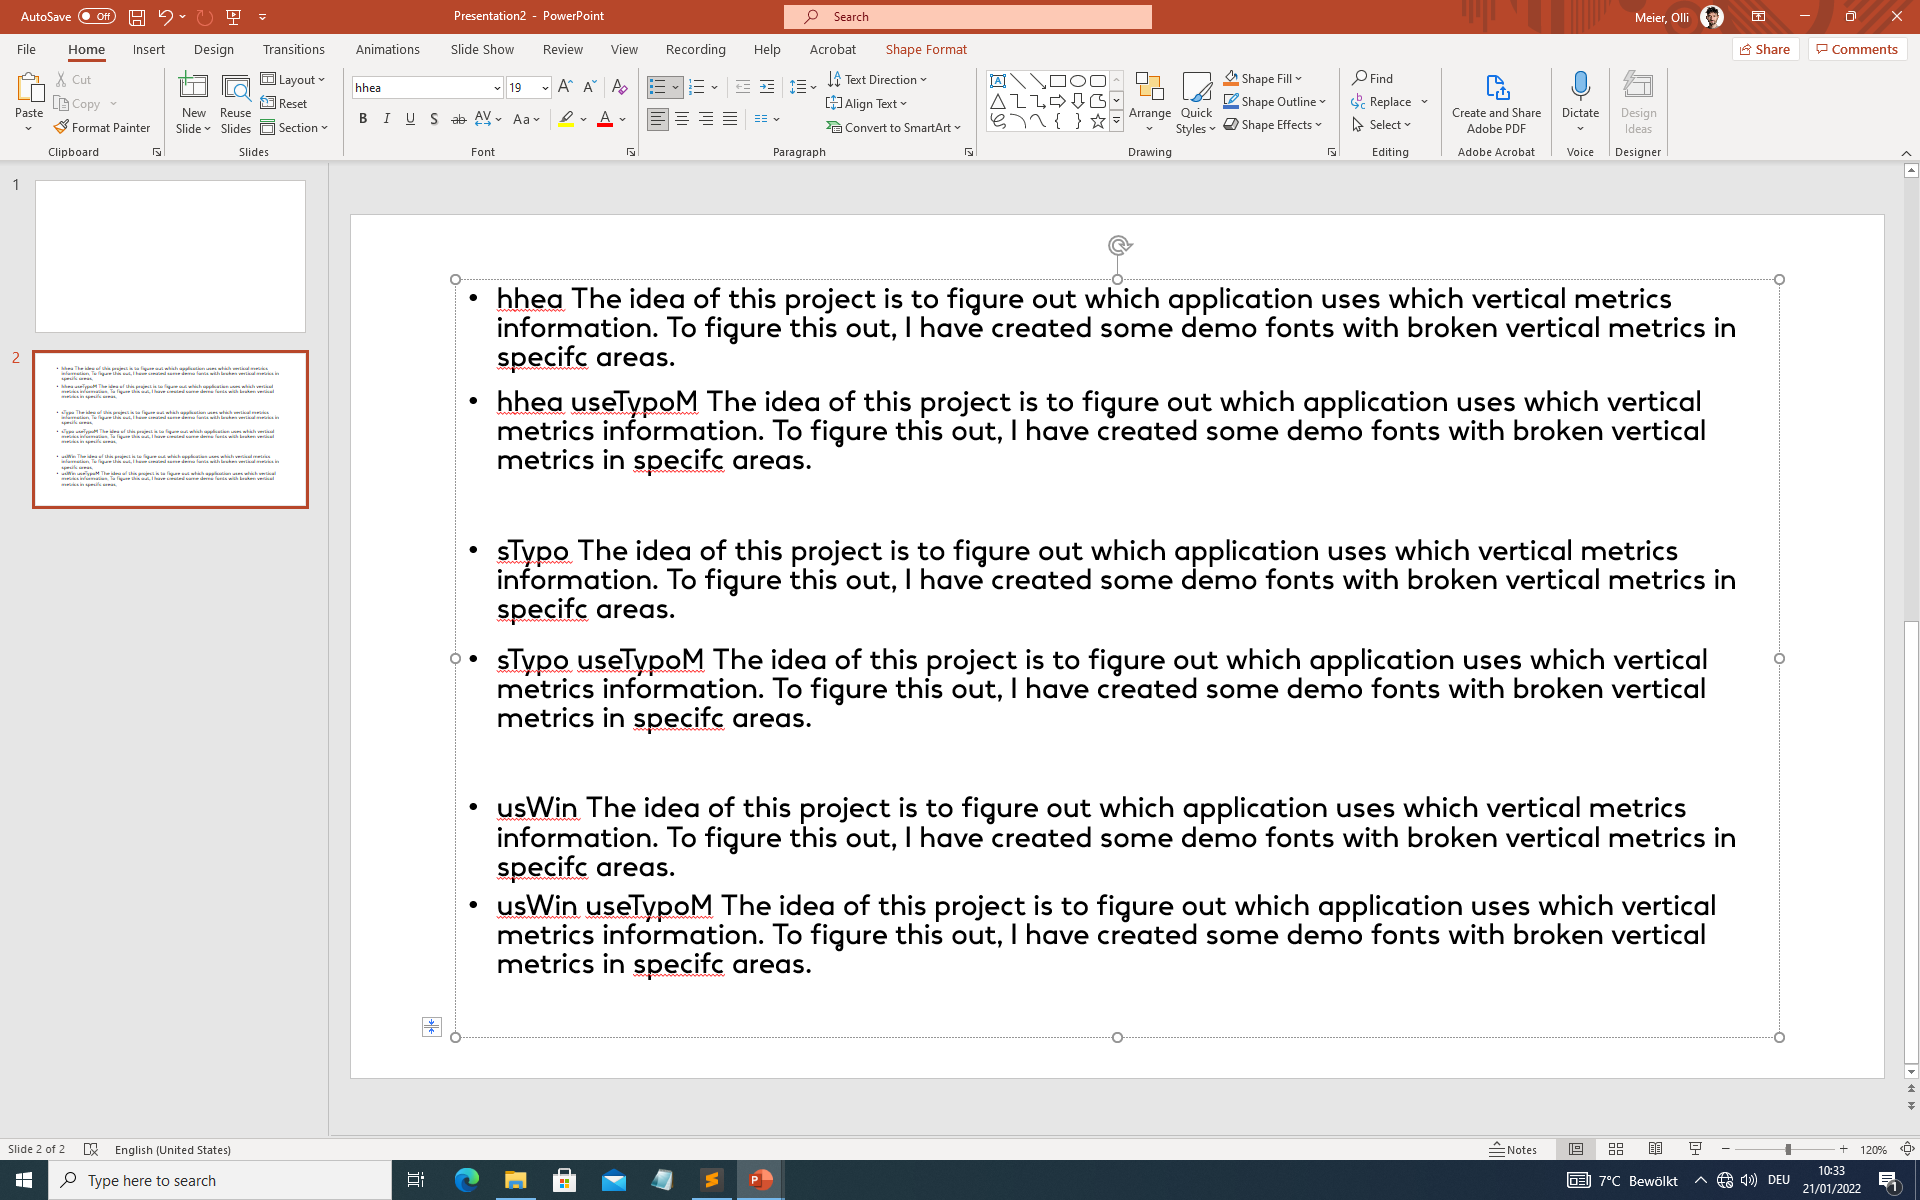 AutoSave Off Presentation2 - PowerPoint Search Meier, Olli
File Home Insert Design Transitions Animations Slide Show Review View Recording Help Acrobat Shape Format Share Comments
Paste Cut Copy Format Painter Clipboard
New Slide Reuse Slides Layout Reset Section Slides
hhea 19 Font
B I U S ab AV Aa A
Text Direction Align Text Convert to SmartArt Paragraph
Arrange Quick Styles Shape Fill Shape Outline Shape Effects Drawing
Find Replace Select Editing
Create and Share Adobe PDF Adobe Acrobat
Dictate Voice
Design Ideas Designer
1
2
• hhea The idea of this project is to figure out which application uses which vertical metrics
information. To figure this out, I have created some demo fonts with broken vertical metrics in
specifc areas.
• hhea useTypoM The idea of this project is to figure out which application uses which vertical
metrics information. To figure this out, I have created some demo fonts with broken vertical
metrics in specifc areas.
• sTypo The idea of this project is to figure out which application uses which vertical metrics
information. To figure this out, I have created some demo fonts with broken vertical metrics in
specifc areas.
• sTypo useTypoM The idea of this project is to figure out which application uses which vertical
metrics information. To figure this out, I have created some demo fonts with broken vertical
metrics in specifc areas.
• usWin The idea of this project is to figure out which application uses which vertical metrics
information. To figure this out, I have created some demo fonts with broken vertical metrics in
specifc areas.
• usWin useTypoM The idea of this project is to figure out which application uses which vertical
metrics information. To figure this out, I have created some demo fonts with broken vertical
metrics in specifc areas.
Slide 2 of 2 English (United States) Notes 120%
Type here to search 7°C Bewölkt DEU 10:33
21/01/2022 1